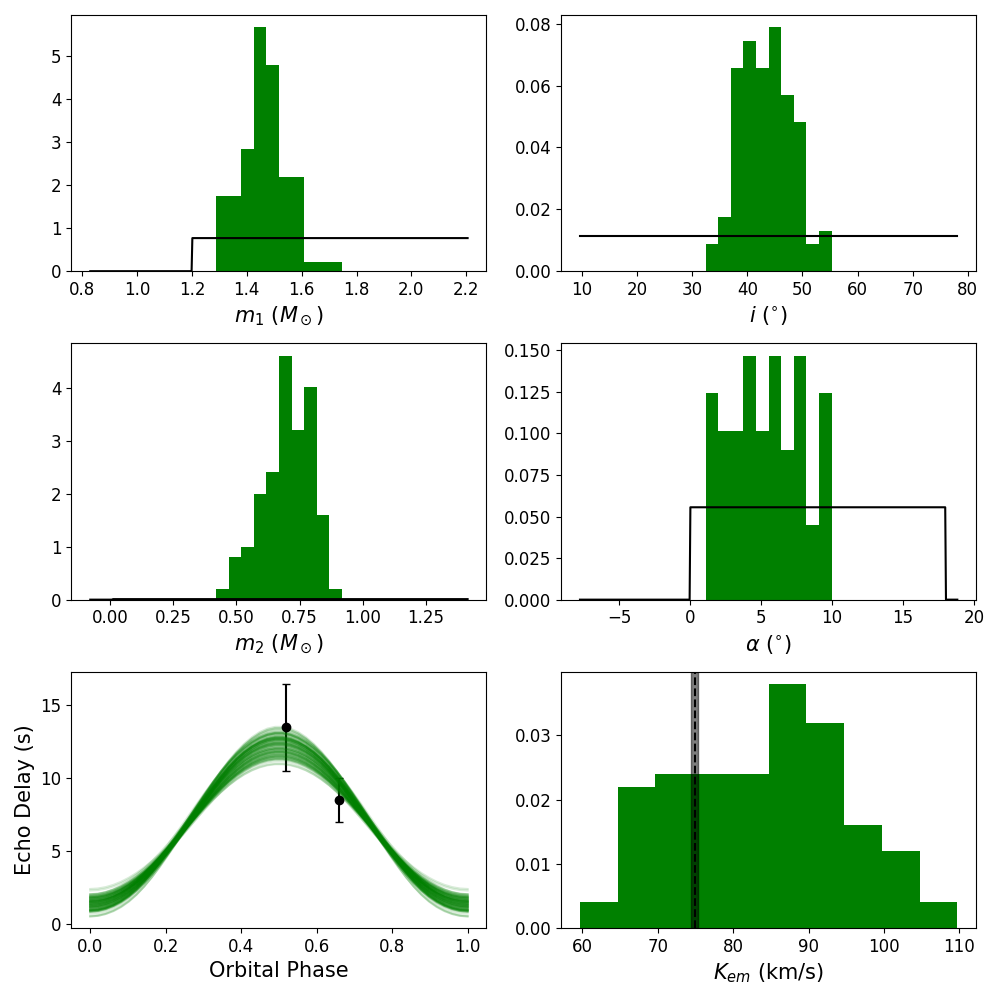 5
4
3
2
1
0
0.8 1.0 1.2 1.4 1.6 1.8 2.0 2.2
m₁ (M⊙)
0.08
0.06
0.04
0.02
0.00
10 20 30 40 50 60 70 80
i (°)
4
3
2
1
0
0.00 0.25 0.50 0.75 1.00 1.25
m₂ (M⊙)
0.150
0.125
0.100
0.075
0.050
0.025
0.000
−5 0 5 10 15 20
α (°)
Echo Delay (s)
15
10
5
0
0.0 0.2 0.4 0.6 0.8 1.0
Orbital Phase
0.03
0.02
0.01
0.00
60 70 80 90 100 110
Kₑₘ (km/s)